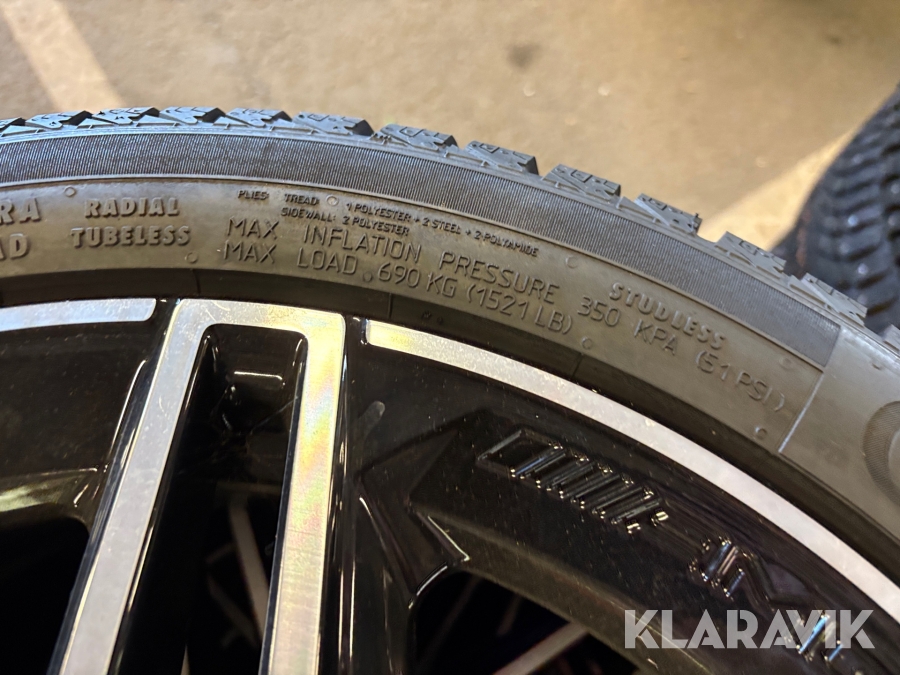 RADIAL
TUBELESS
PLIES: TREAD 1 POLYESTER + 2 STEEL + 2 POLYAMIDE
SIDEWALL: 2 POLYESTER
MAX INFLATION PRESSURE 350 KPA (51 PSI)
MAX LOAD 690 KG (1521 LB)
STUDLESS
KLARAVIK